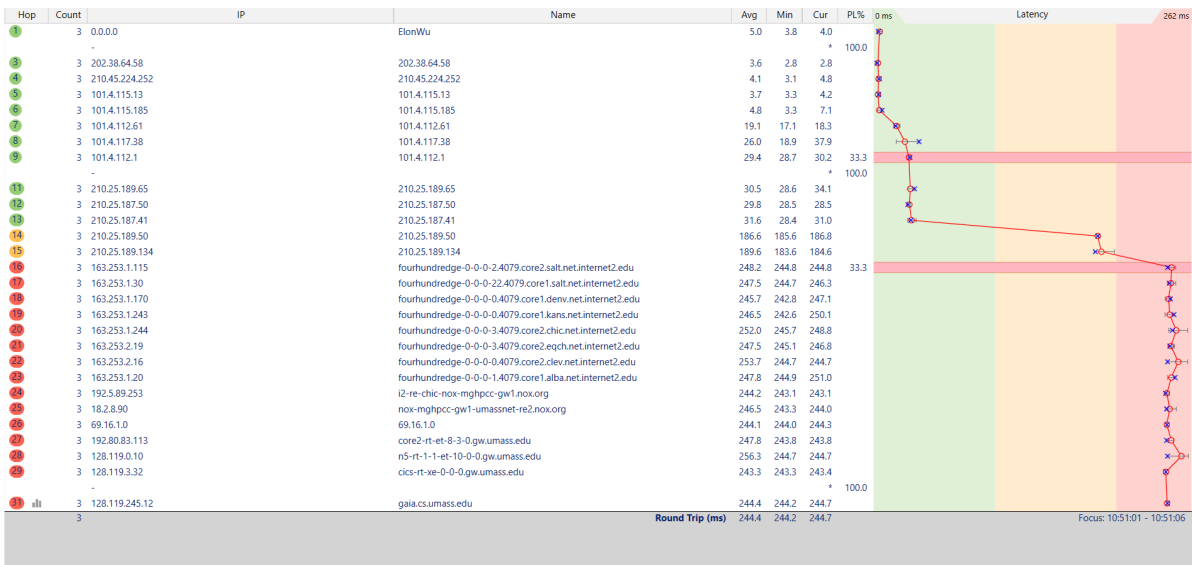 Hop Count IP Name Avg Min Cur PL% 0 ms Latency 262 ms
1 3 0.0.0.0 ElonWu 5.0 3.8 4.0
- * 100.0
3 3 202.38.64.58 202.38.64.58 3.6 2.8 2.8
4 3 210.45.224.252 210.45.224.252 4.1 3.1 4.8
5 3 101.4.115.13 101.4.115.13 3.7 3.3 4.2
6 3 101.4.115.185 101.4.115.185 4.8 3.3 7.1
7 3 101.4.112.61 101.4.112.61 19.1 17.1 18.3
8 3 101.4.117.38 101.4.117.38 26.0 18.9 37.9
9 3 101.4.112.1 101.4.112.1 29.4 28.7 30.2 33.3
- * 100.0
11 3 210.25.189.65 210.25.189.65 30.5 28.6 34.1
12 3 210.25.187.50 210.25.187.50 29.8 28.5 28.5
13 3 210.25.187.41 210.25.187.41 31.6 28.4 31.0
14 3 210.25.189.50 210.25.189.50 186.6 185.6 186.8
15 3 210.25.189.134 210.25.189.134 189.6 183.6 184.6
16 3 163.253.1.115 fourhundredge-0-0-0-2.4079.core2.salt.net.internet2.edu 248.2 244.8 244.8 33.3
17 3 163.253.1.30 fourhundredge-0-0-0-22.4079.core1.salt.net.internet2.edu 247.5 244.7 246.3
18 3 163.253.1.170 fourhundredge-0-0-0-0.4079.core1.denv.net.internet2.edu 245.7 242.8 247.1
19 3 163.253.1.243 fourhundredge-0-0-0-0.4079.core1.kans.net.internet2.edu 246.5 242.6 250.1
20 3 163.253.1.244 fourhundredge-0-0-0-3.4079.core2.chic.net.internet2.edu 252.0 245.7 248.8
21 3 163.253.2.19 fourhundredge-0-0-0-3.4079.core2.eqch.net.internet2.edu 247.5 245.1 246.8
22 3 163.253.2.16 fourhundredge-0-0-0-0.4079.core2.clev.net.internet2.edu 253.7 244.7 244.7
23 3 163.253.1.20 fourhundredge-0-0-0-1.4079.core1.alba.net.internet2.edu 247.8 244.9 251.0
24 3 192.5.89.253 i2-re-chic-nox-mghpcc-gw1.nox.org 244.2 243.1 243.1
25 3 18.2.8.90 nox-mghpcc-gw1-umassnet-re2.nox.org 246.5 243.3 244.0
26 3 69.16.1.0 69.16.1.0 244.1 244.0 244.3
27 3 192.80.83.113 core2-rt-et-8-3-0.gw.umass.edu 247.8 243.8 243.8
28 3 128.119.0.10 n5-rt-1-1-et-10-0-0.gw.umass.edu 256.3 244.7 244.7
29 3 128.119.3.32 cics-rt-xe-0-0-0.gw.umass.edu 243.3 243.3 243.4
- * 100.0
31 3 128.119.245.12 gaia.cs.umass.edu 244.4 244.2 244.7
3 Round Trip (ms) 244.4 244.2 244.7 Focus: 10:51:01 - 10:51:06